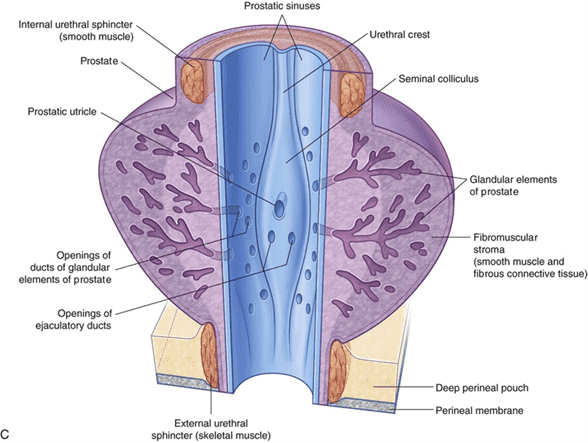 Prostatic sinuses
Internal urethral sphincter
(smooth muscle)
Urethral crest
Prostate
Seminal colliculus
Prostatic utricle
Glandular elements
of prostate
Fibromuscular
stroma
(smooth muscle and
fibrous connective tissue)
Openings of
ducts of glandular
elements of prostate
Openings of
ejaculatory ducts
Deep perineal pouch
Perineal membrane
External urethral
sphincter (skeletal muscle)
C